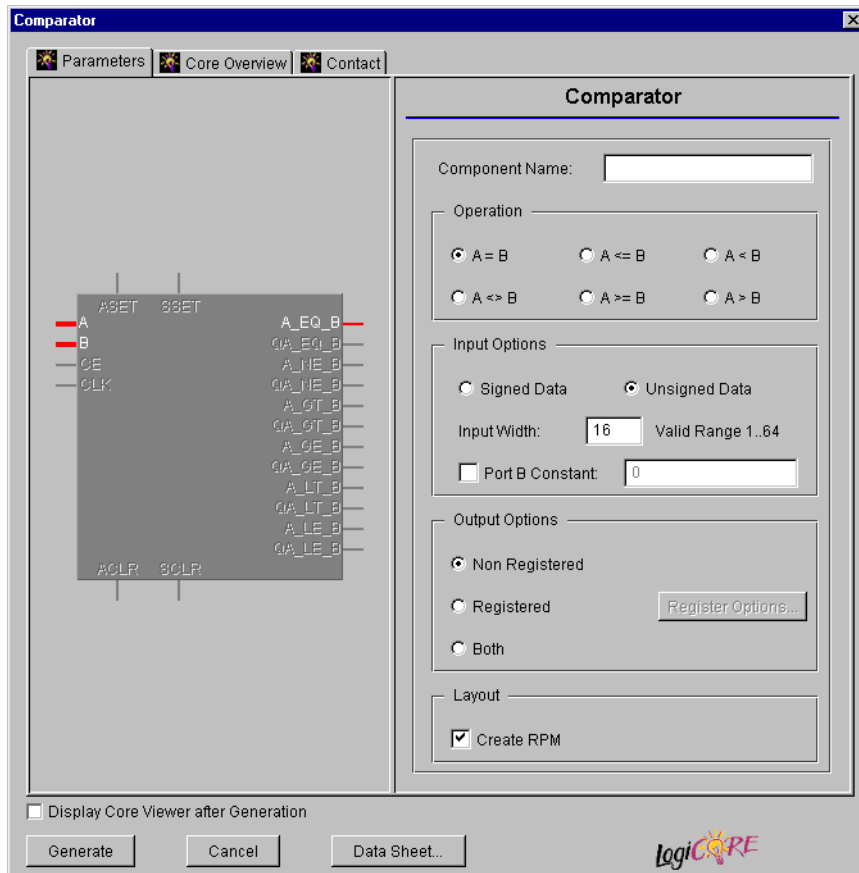 Comparator
Parameters
Core Overview
Contact
ASET SSET
A
B
CE
CLK
A_EQ_B
QA_EQ_B
A_NE_B
QA_NE_B
A_GT_B
QA_GT_B
A_GE_B
QA_GE_B
A_LT_B
QA_LT_B
A_LE_B
QA_LE_B
ACLR SCLR
Comparator
Component Name:
Operation
A = B A <= B A < B
A <> B A >= B A > B
Input Options
Signed Data Unsigned Data
Input Width: 16 Valid Range 1..64
Port B Constant: 0
Output Options
Non Registered
Registered Register Options...
Both
Layout
Create RPM
Display Core Viewer after Generation
Generate Cancel Data Sheet...
LogiCORE